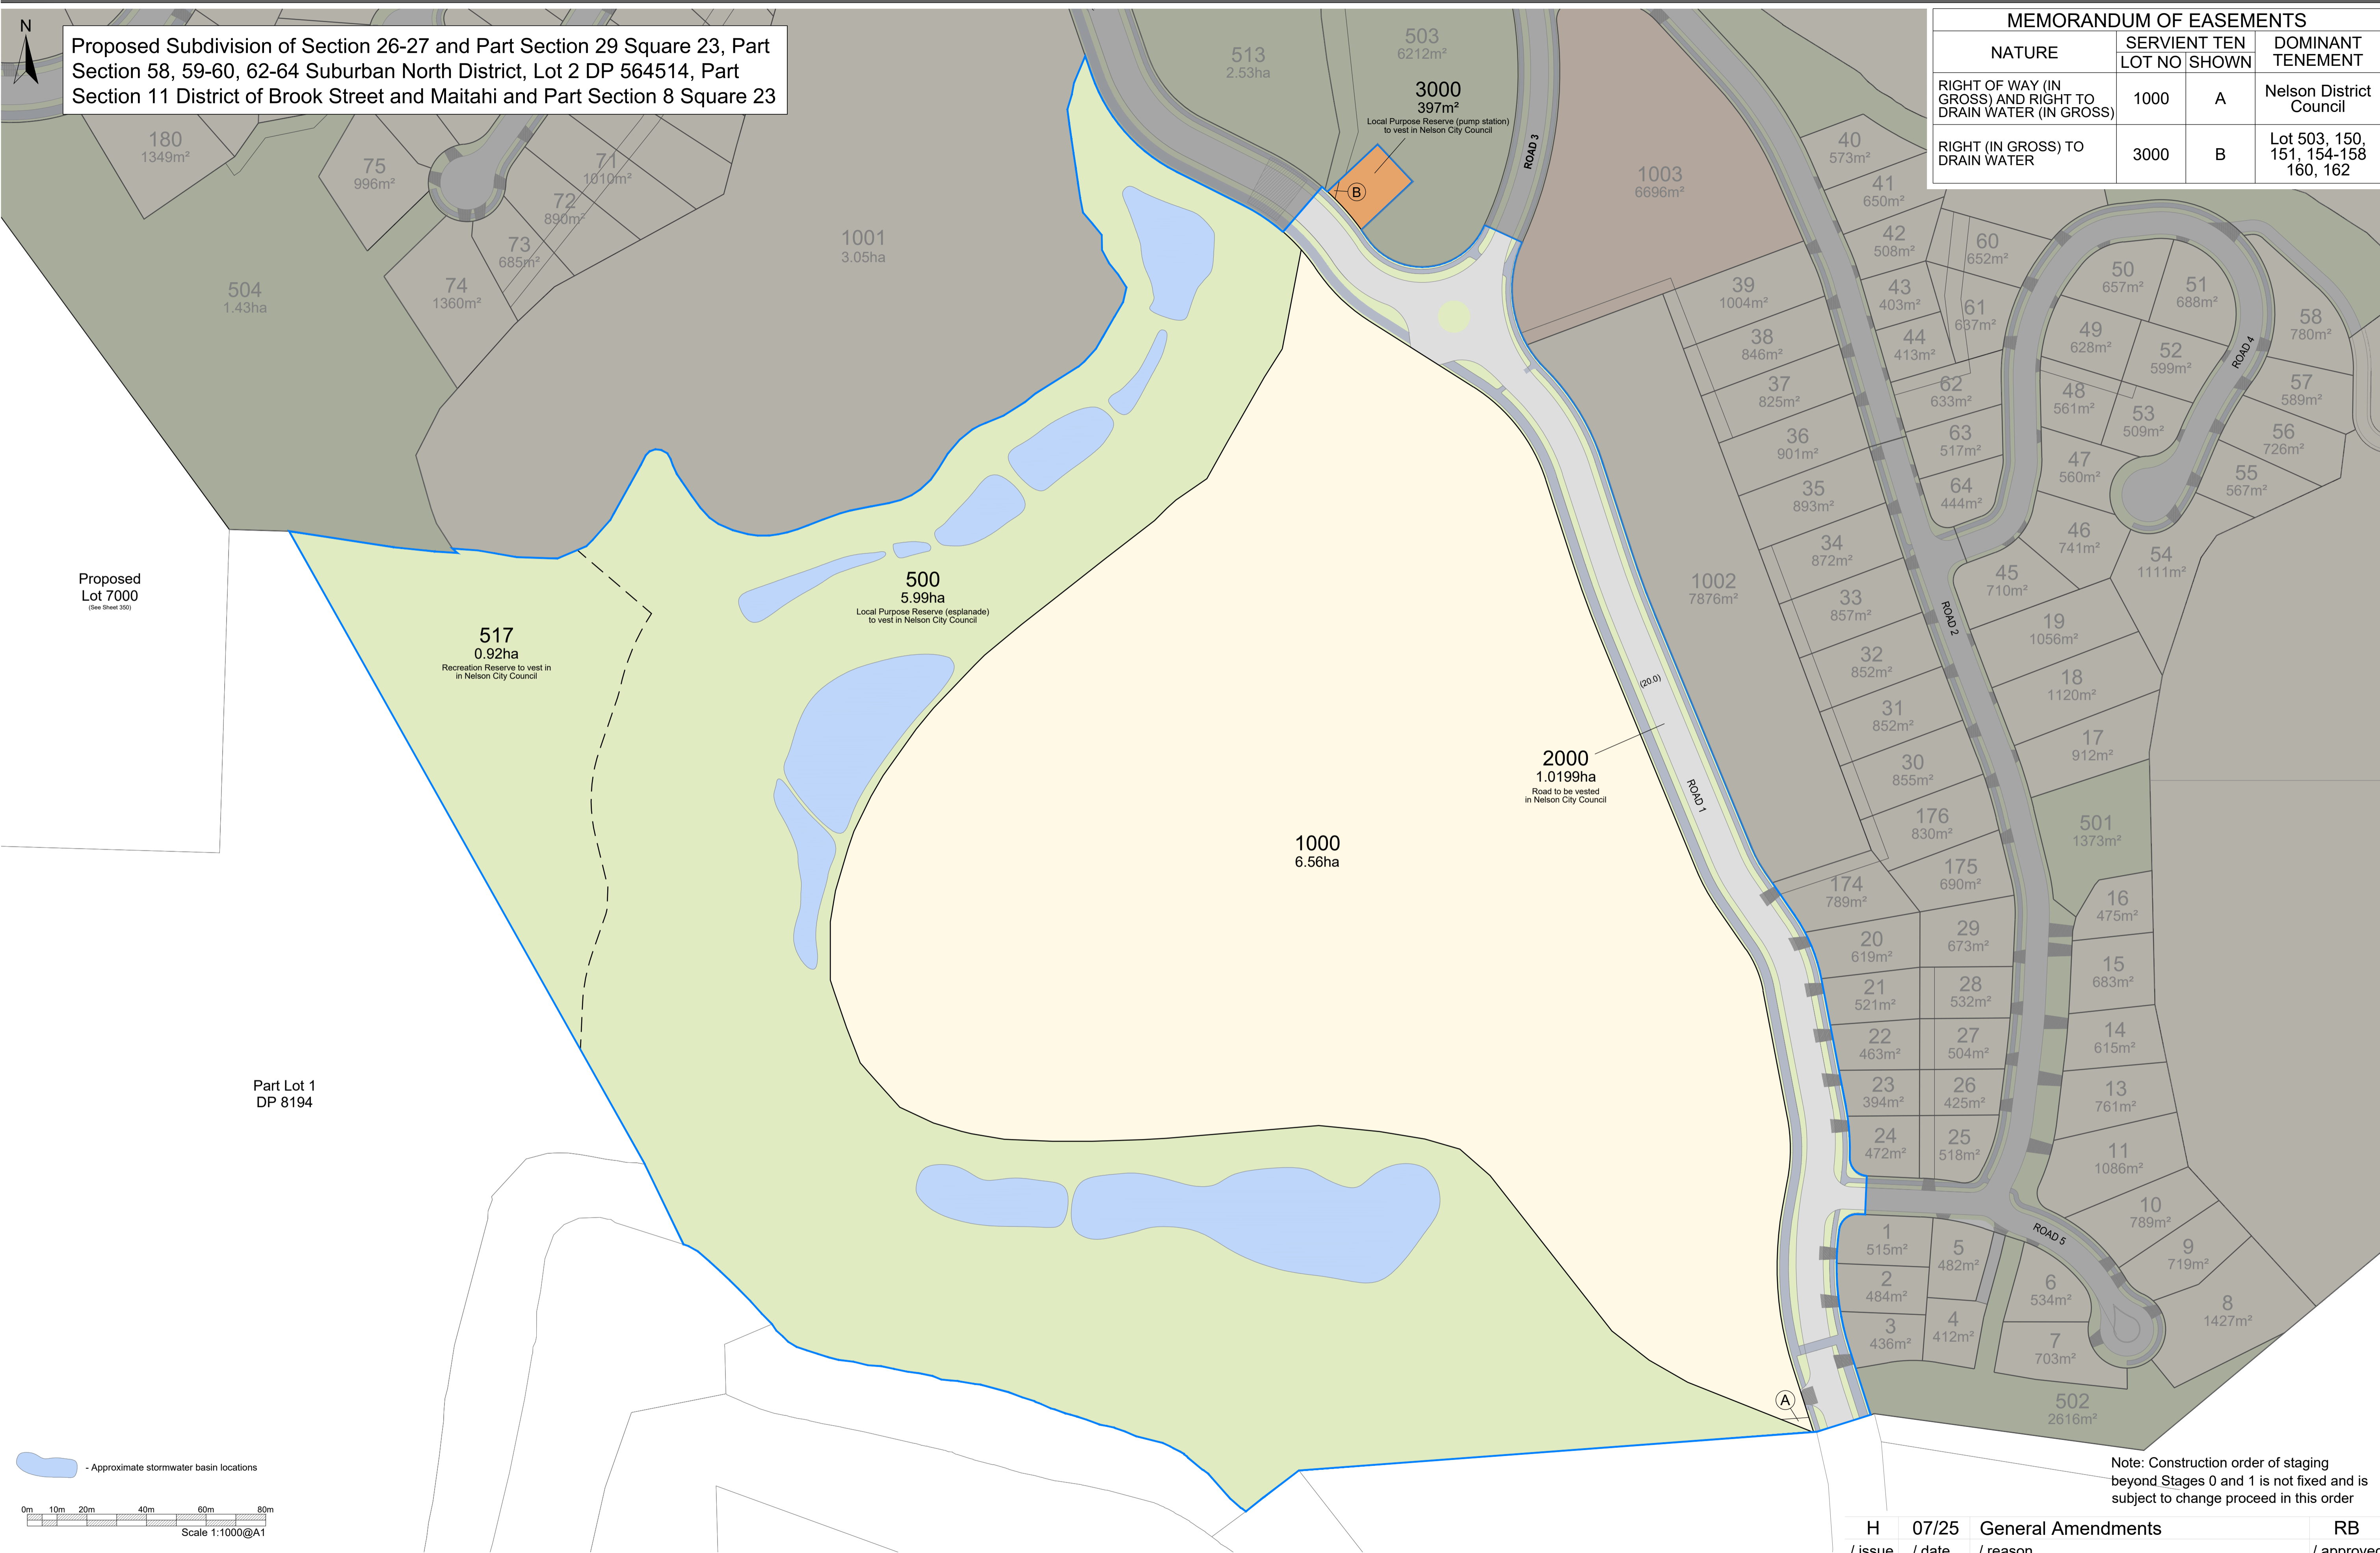 N
Proposed Subdivision of Section 26-27 and Part Section 29 Square 23, Part
Section 58, 59-60, 62-64 Suburban North District, Lot 2 DP 564514, Part
Section 11 District of Brook Street and Maitahi and Part Section 8 Square 23
MEMORANDUM OF EASEMENTS
NATURE
SERVIENT TEN
LOT NO
SHOWN
DOMINANT
TENEMENT
RIGHT OF WAY (IN
GROSS) AND RIGHT TO
DRAIN WATER (IN GROSS)
1000
A
Nelson District
Council
RIGHT (IN GROSS) TO
DRAIN WATER
3000
B
Lot 503, 150,
151, 154-158
160, 162
180
1349m²
75
996m²
71
1010m²
72
890m²
73
685m²
74
1360m²
504
1.43ha
1001
3.05ha
513
2.53ha
503
6212m²
3000
397m²
Local Purpose Reserve (pump station)
to vest in Nelson City Council
B
ROAD 3
1003
6696m²
40
573m²
41
650m²
42
508m²
43
403m²
44
413m²
60
652m²
61
637m²
62
633m²
63
517m²
64
444m²
50
657m²
51
688m²
49
628m²
52
599m²
48
561m²
53
509m²
47
560m²
46
741m²
45
710m²
58
780m²
57
589m²
56
726m²
55
567m²
54
1111m²
ROAD 4
39
1004m²
38
846m²
37
825m²
36
901m²
35
893m²
34
872m²
33
857m²
32
852m²
31
852m²
30
855m²
176
830m²
175
690m²
174
789m²
1002
7876m²
ROAD 2
19
1056m²
18
1120m²
17
912m²
501
1373m²
16
475m²
15
683m²
14
615m²
13
761m²
11
1086m²
10
789m²
9
719m²
8
1427m²
20
619m²
29
673m²
21
521m²
28
532m²
22
463m²
27
504m²
23
394m²
26
425m²
24
472m²
25
518m²
ROAD 5
1
515m²
5
482m²
2
484m²
3
436m²
4
412m²
6
534m²
7
703m²
502
2616m²
Proposed
Lot 7000
(See Sheet 350)
517
0.92ha
Recreation Reserve to vest in
in Nelson City Council
500
5.99ha
Local Purpose Reserve (esplanade)
to vest in Nelson City Council
(20.0)
2000
1.0199ha
Road to be vested
in Nelson City Council
ROAD 1
1000
6.56ha
Part Lot 1
DP 8194
A
- Approximate stormwater basin locations
0m 10m 20m 40m 60m 80m
Scale 1:1000@A1
Note: Construction order of staging
beyond Stages 0 and 1 is not fixed and is
subject to change proceed in this order
H 07/25 General Amendments RB
/ issue / date / reason / approved